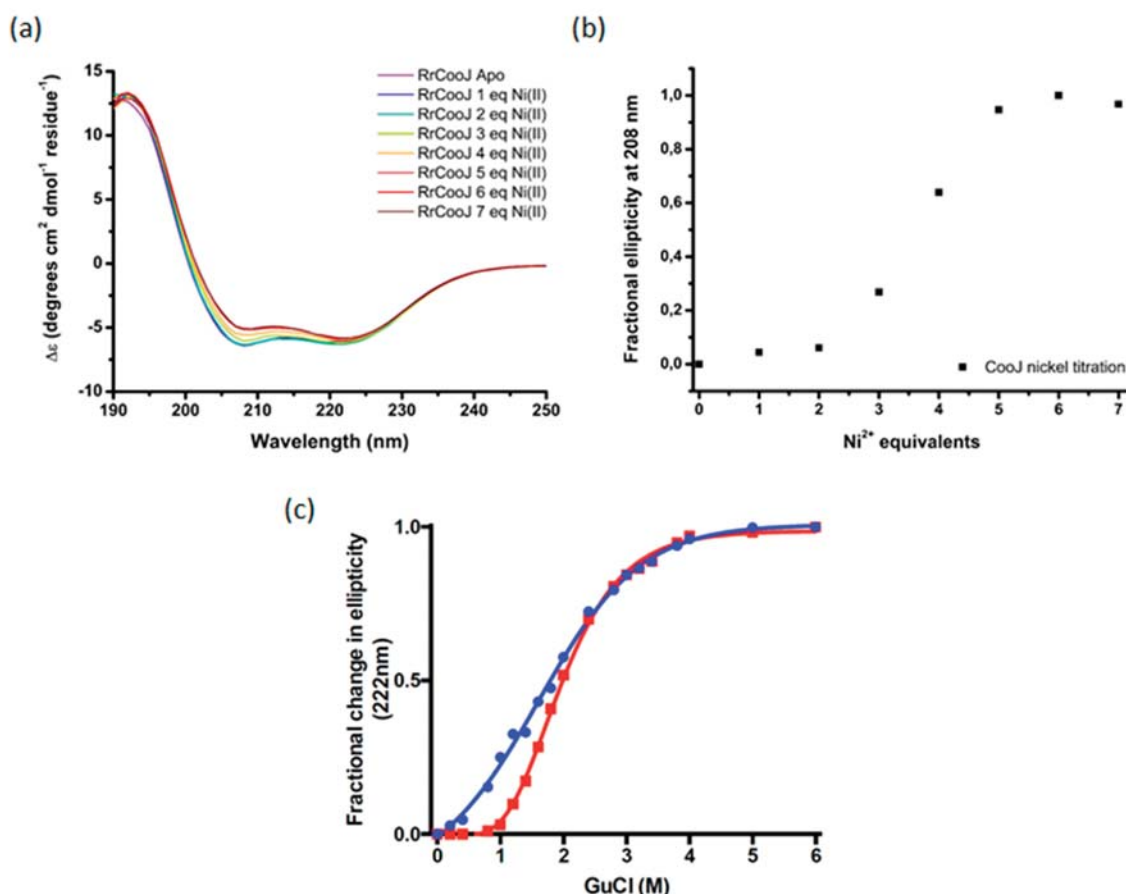 (a)
15
10
5
0
-5
-10
190 200 210 220 230 240 250
Δε (degrees cm² dmol⁻¹ residue⁻¹)
Wavelength (nm)
RrCooJ Apo
RrCooJ 1 eq Ni(II)
RrCooJ 2 eq Ni(II)
RrCooJ 3 eq Ni(II)
RrCooJ 4 eq Ni(II)
RrCooJ 5 eq Ni(II)
RrCooJ 6 eq Ni(II)
RrCooJ 7 eq Ni(II)
(b)
1,0
0,8
0,6
0,4
0,2
0,0
0 1 2 3 4 5 6 7
Fractional ellipticity at 208 nm
Ni²⁺ equivalents
CooJ nickel titration
(c)
1.0
0.5
0.0
0 1 2 3 4 5 6
Fractional change in ellipticity
(222nm)
GuCl (M)